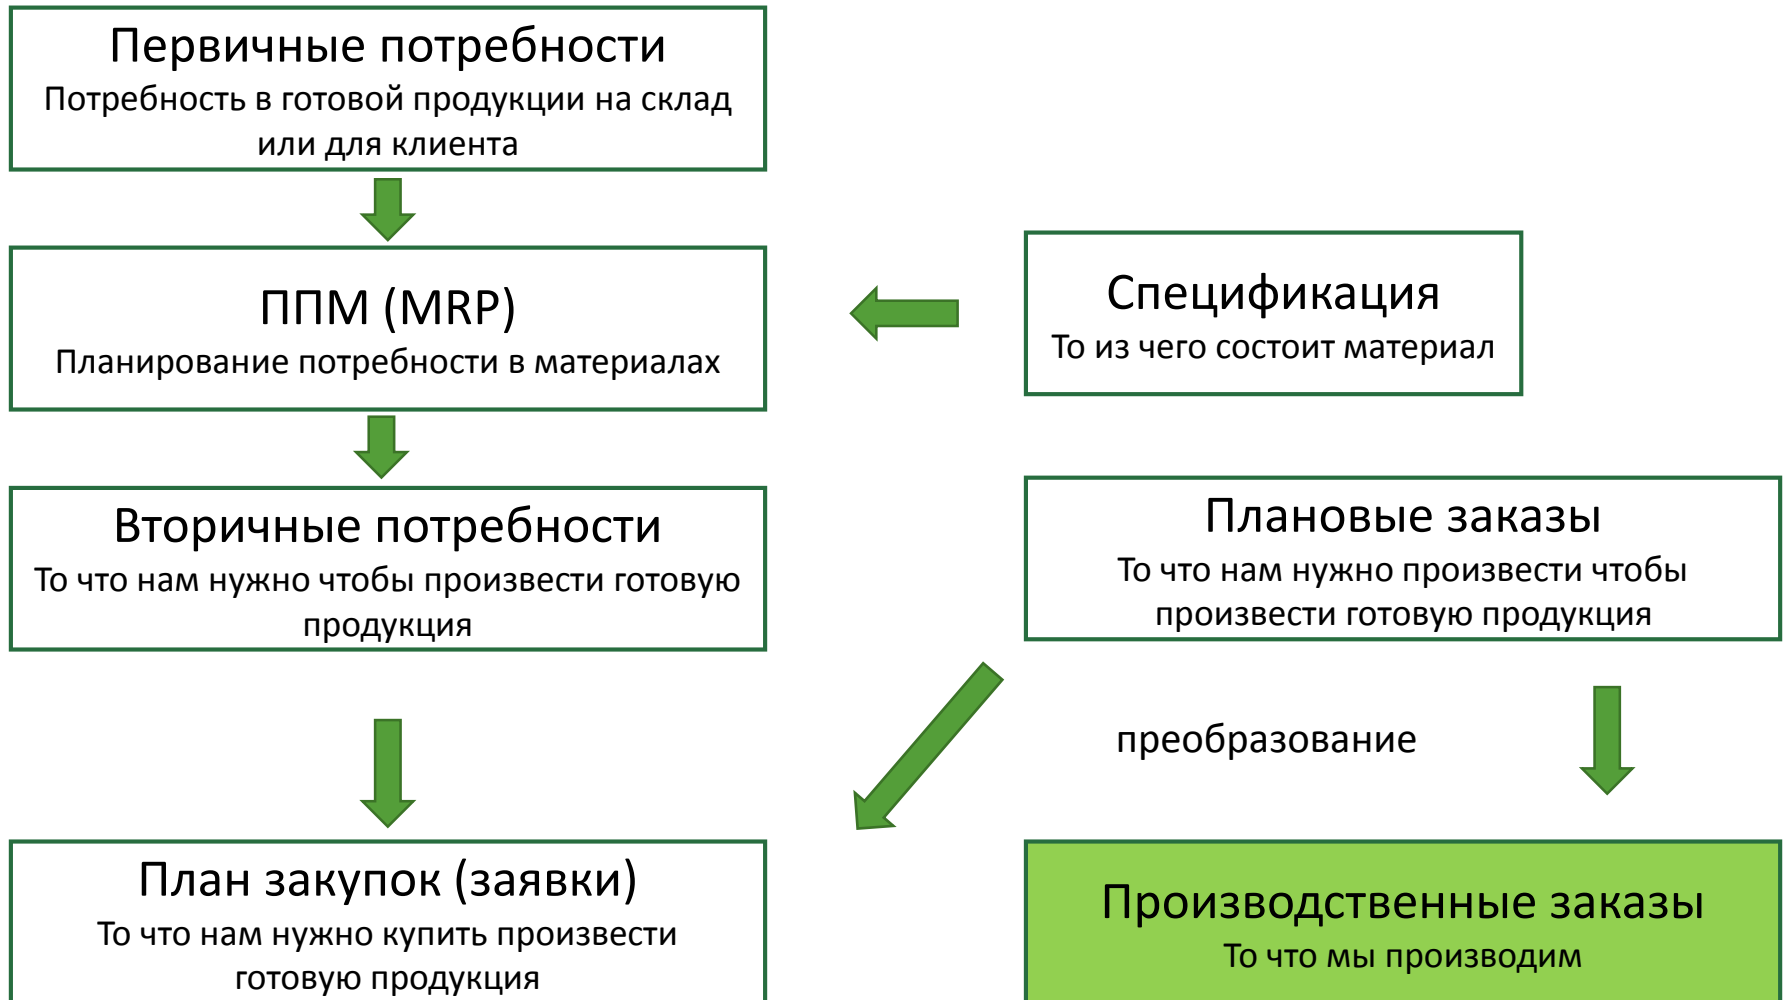 Первичные потребности
Потребность в готовой продукции на склад
или для клиента
ППМ (MRP)
Планирование потребности в материалах
Спецификация
То из чего состоит материал
Вторичные потребности
То что нам нужно чтобы произвести готовую
продукция
Плановые заказы
То что нам нужно произвести чтобы
произвести готовую продукция
преобразование
План закупок (заявки)
То что нам нужно купить произвести
готовую продукция
Производственные заказы
То что мы производим